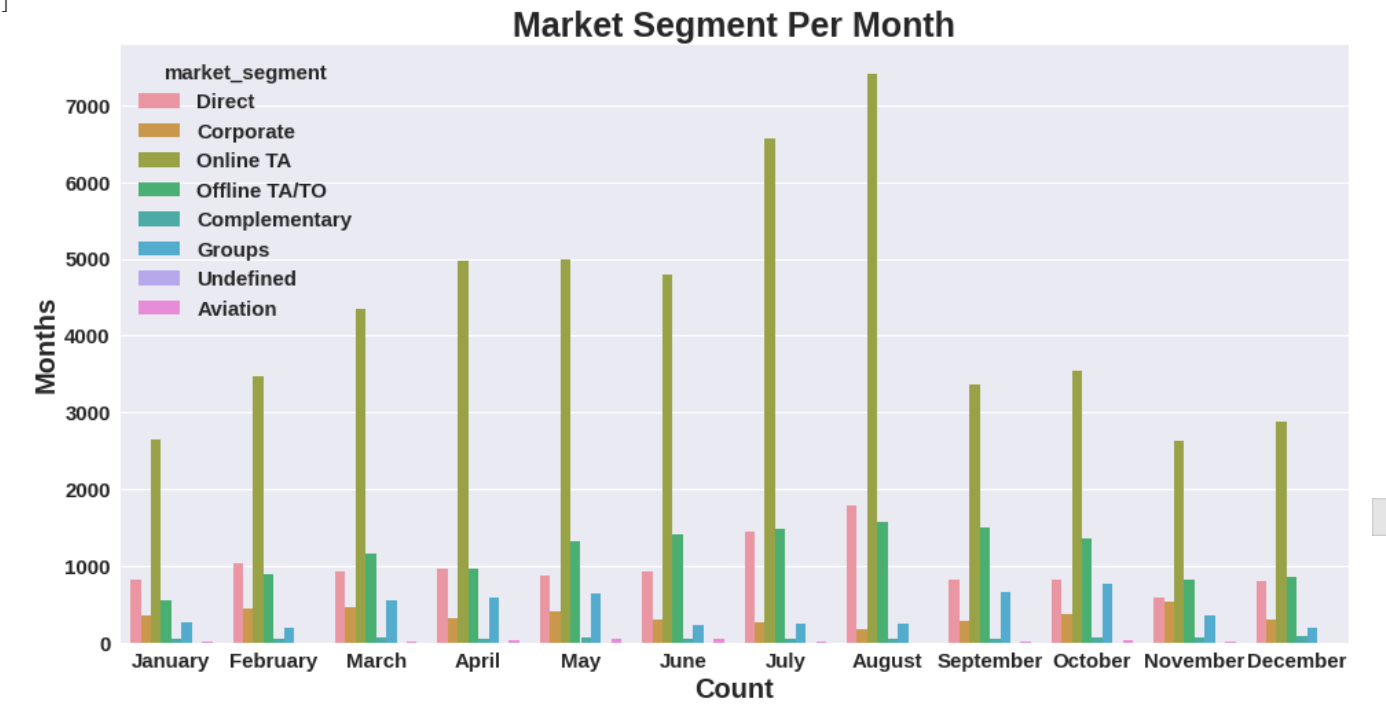 ]
Market Segment Per Month
market_segment
Direct
Corporate
Online TA
Offline TA/TO
Complementary
Groups
Undefined
Aviation
7000
6000
5000
4000
3000
2000
1000
0
Months
January February March April May June July August September October November December
Count